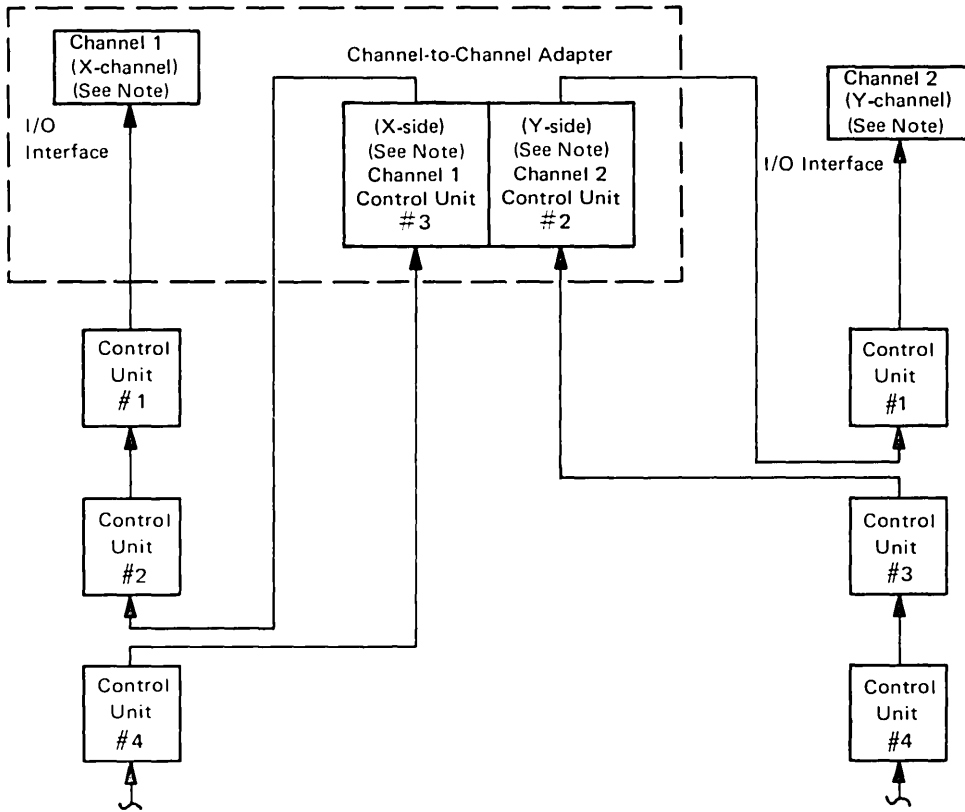 Channel 1
(X-channel)
(See Note)
Channel-to-Channel Adapter
Channel 2
(Y-channel)
(See Note)
I/O
Interface
(X-side)
(See Note)
Channel 1
Control Unit
#3
(Y-side)
(See Note)
Channel 2
Control Unit
#2
I/O Interface
Control
Unit
#1
Control
Unit
#1
Control
Unit
#2
Control
Unit
#3
Control
Unit
#4
Control
Unit
#4